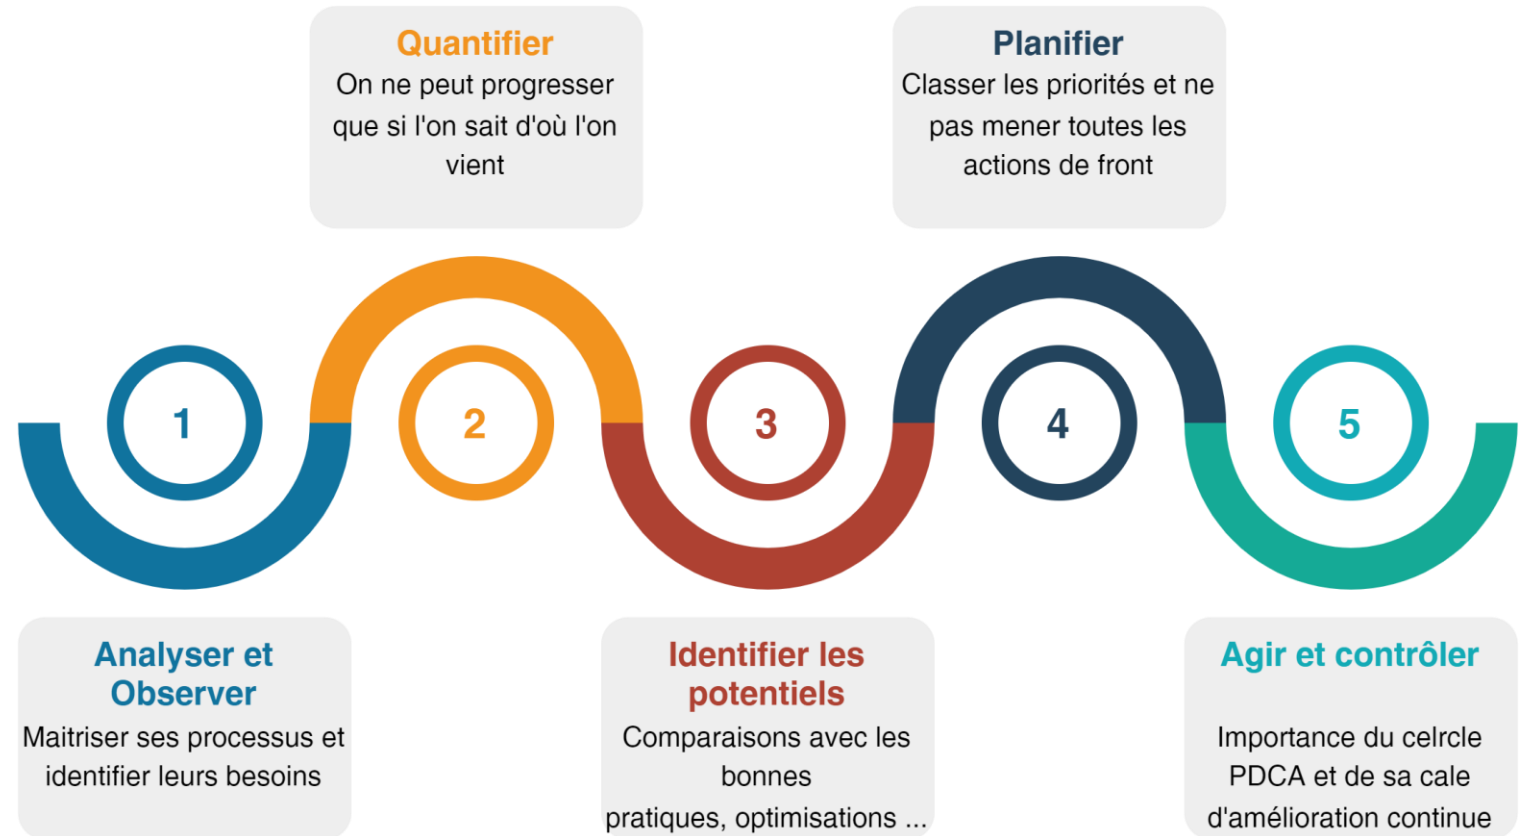 Quantifier
On ne peut progresser
que si l'on sait d'où l'on
vient
Planifier
Classer les priorités et ne
pas mener toutes les
actions de front
1
2
3
4
5
Analyser et
Observer
Maitriser ses processus et
identifier leurs besoins
Identifier les
potentiels
Comparaisons avec les
bonnes
pratiques, optimisations ...
Agir et contrôler
Importance du celrcle
PDCA et de sa cale
d'amélioration continue